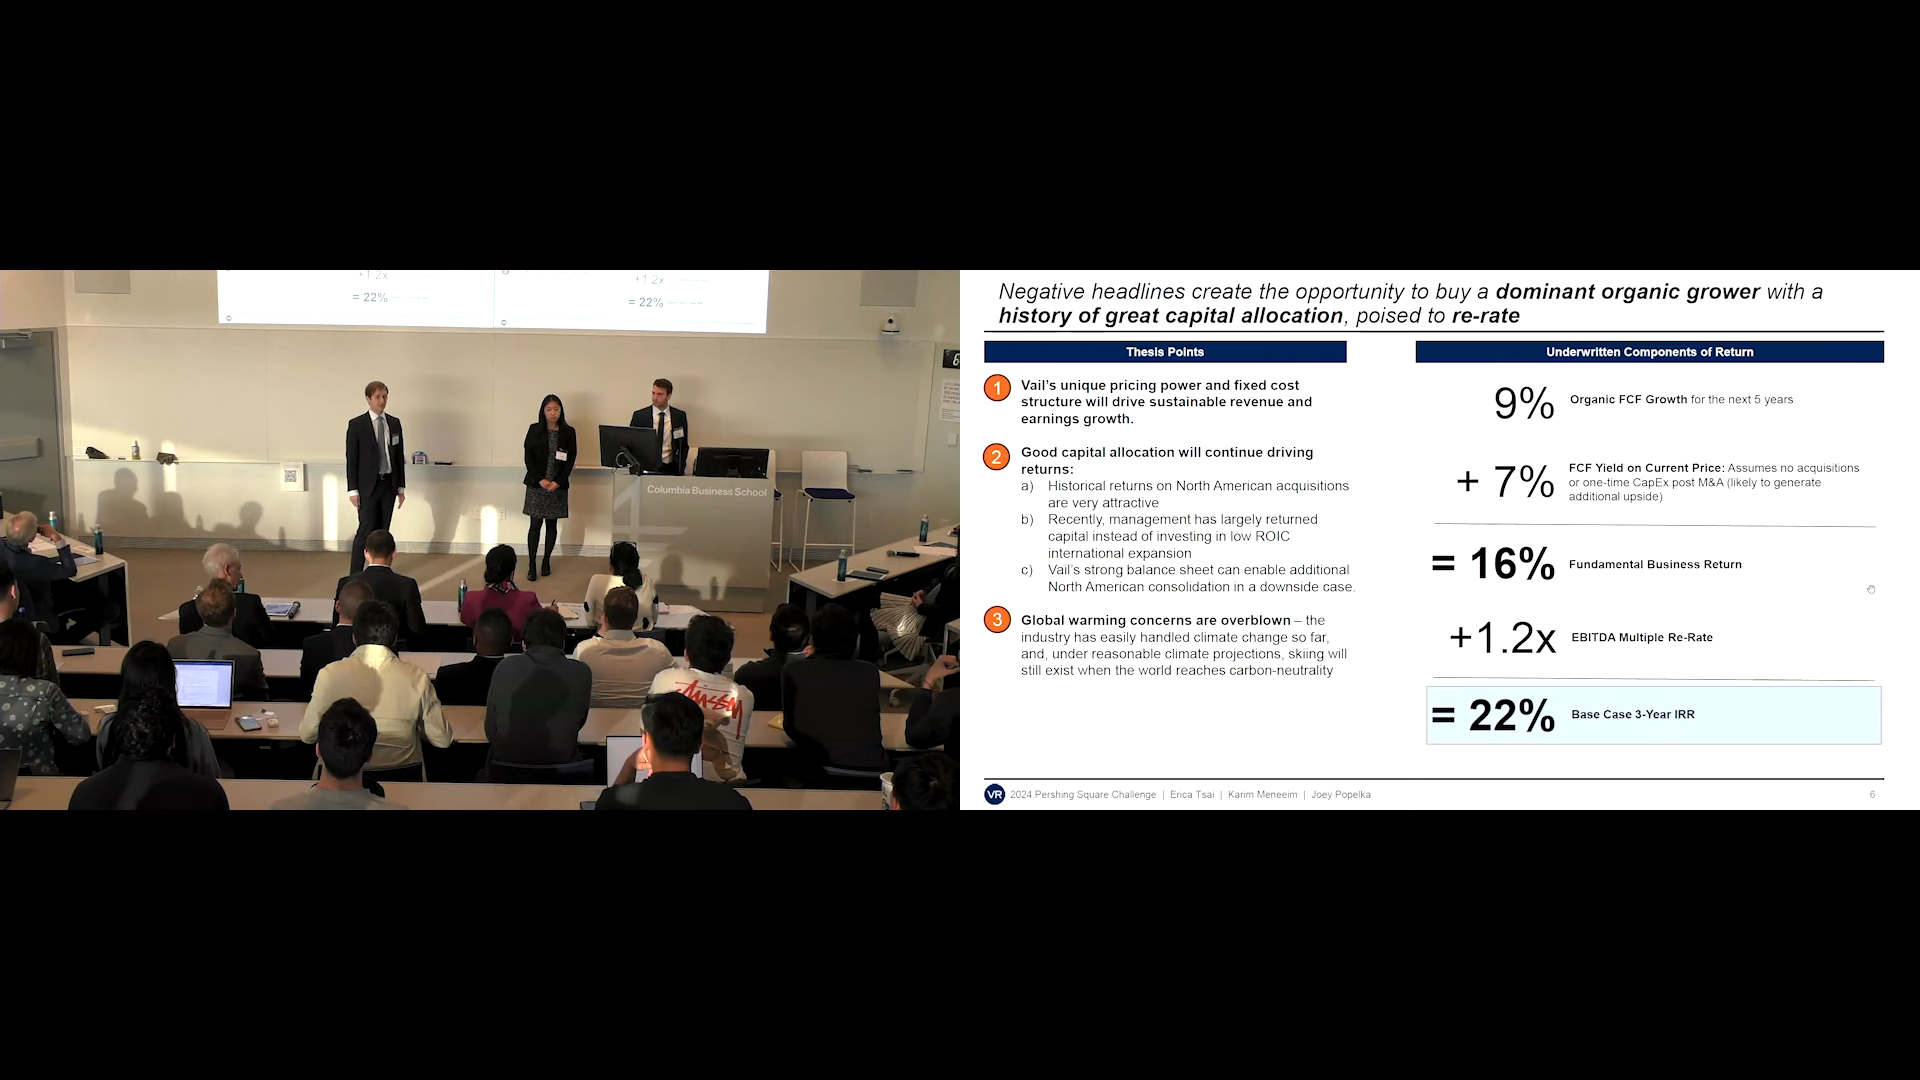 +1.2x
= 22%
+1.2x
= 22%
Columbia Business School
Negative headlines create the opportunity to buy a dominant organic grower with a
history of great capital allocation, poised to re-rate
Thesis Points
1
Vail's unique pricing power and fixed cost
structure will drive sustainable revenue and
earnings growth.
2
Good capital allocation will continue driving
returns:
a) Historical returns on North American acquisitions
are very attractive
b) Recently, management has largely returned
capital instead of investing in low ROIC
international expansion
c) Vail's strong balance sheet can enable additional
North American consolidation in a downside case.
3
Global warming concerns are overblown – the
industry has easily handled climate change so far,
and, under reasonable climate projections, skiing will
still exist when the world reaches carbon-neutrality
Underwritten Components of Return
9% Organic FCF Growth for the next 5 years
+ 7% FCF Yield on Current Price: Assumes no acquisitions
or one-time CapEx post M&A (likely to generate
additional upside)
= 16% Fundamental Business Return
+1.2x EBITDA Multiple Re-Rate
= 22% Base Case 3-Year IRR
VR 2024 Pershing Square Challenge | Erica Tsai | Karim Meneeim | Joey Popelka
6